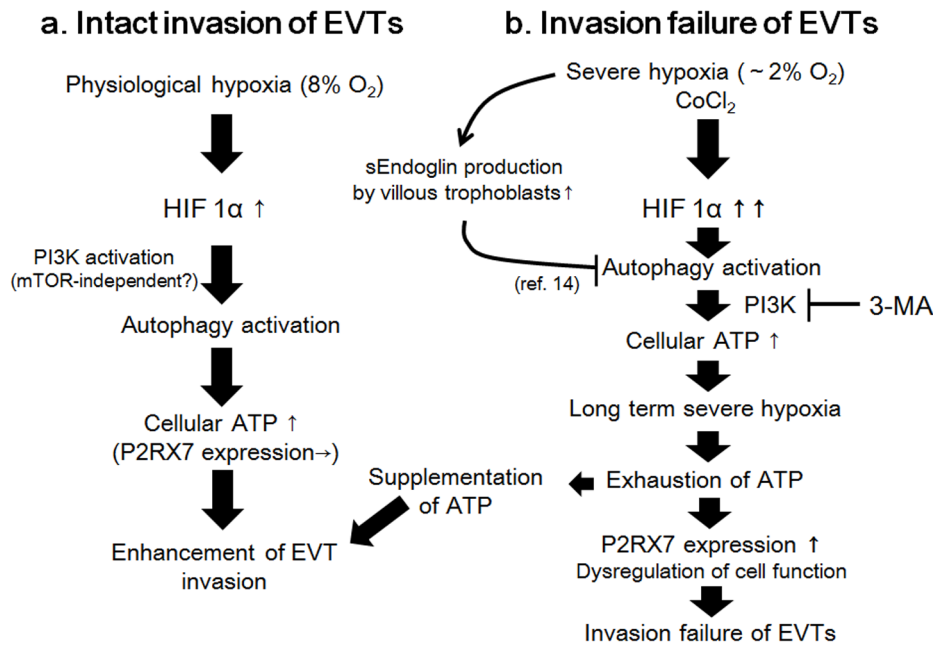 a. Intact invasion of EVTs
Physiological hypoxia (8% O₂)
HIF 1α ↑
PI3K activation
(mTOR-independent?)
Autophagy activation
Cellular ATP ↑
(P2RX7 expression→)
Enhancement of EVT
invasion
b. Invasion failure of EVTs
Severe hypoxia (~2% O₂)
CoCl₂
sEndoglin production
by villous trophoblasts↑
HIF 1α ↑↑
(ref. 14)
Autophagy activation
PI3K
3-MA
Cellular ATP ↑
Long term severe hypoxia
Exhaustion of ATP
Supplementation
of ATP
P2RX7 expression ↑
Dysregulation of cell function
Invasion failure of EVTs